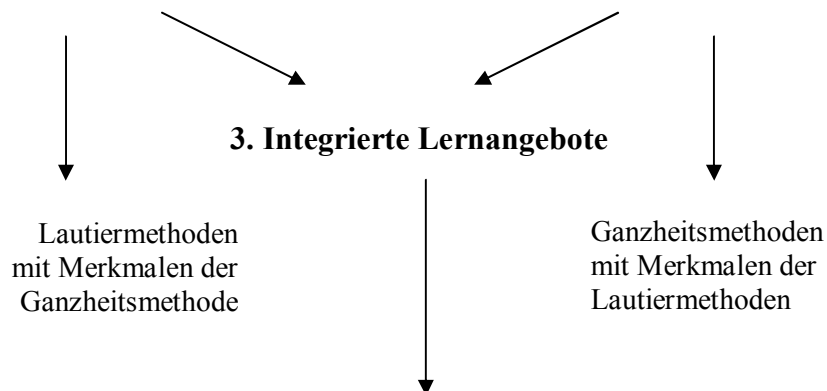 3. Integrierte Lernangebote
Lautiermethoden
mit Merkmalen der
Ganzheitsmethode
Ganzheitsmethoden
mit Merkmalen der
Lautiermethoden